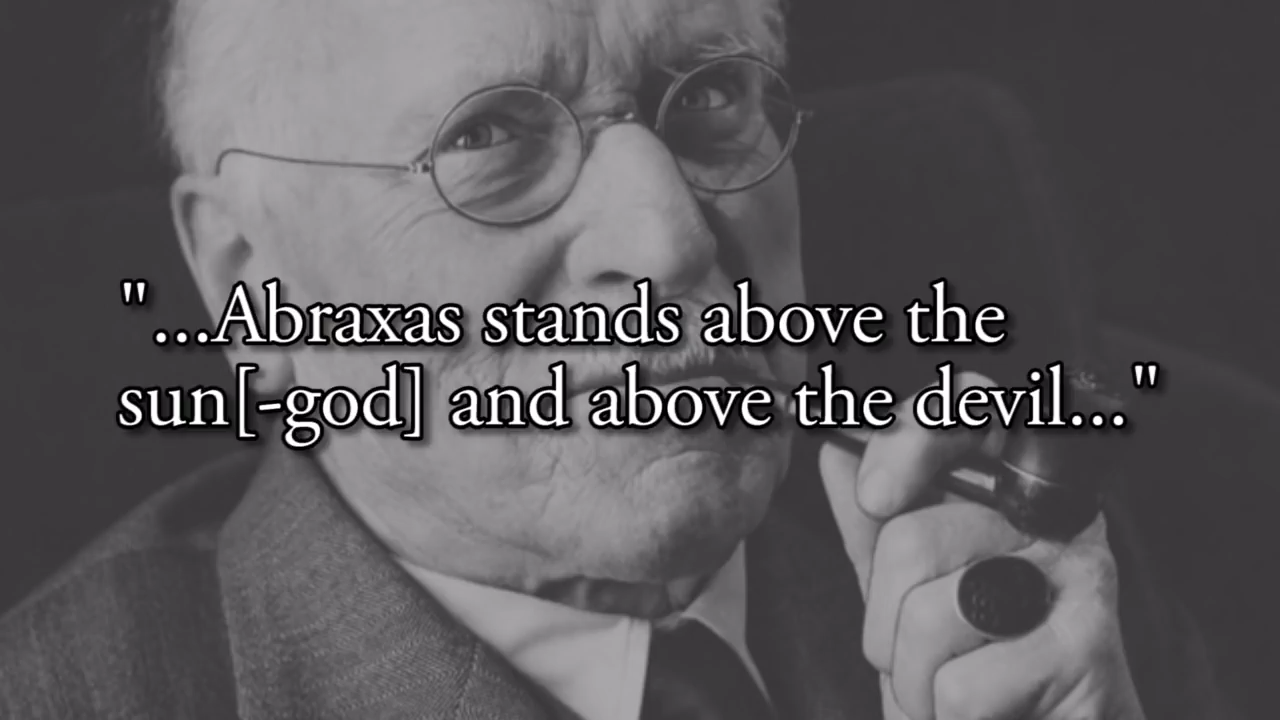 "...Abraxas stands above the
sun[-god] and above the devil..."